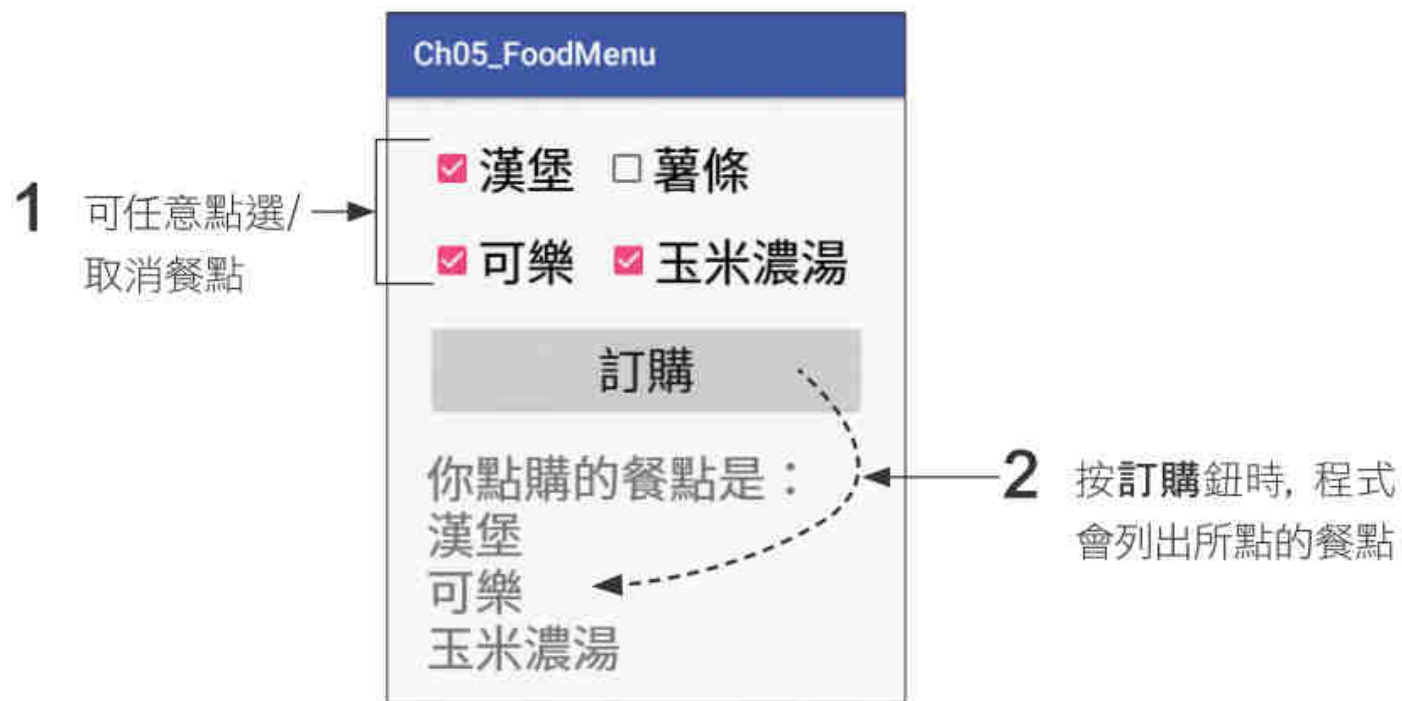 Ch05_FoodMenu
漢堡 薯條
1 可任意點選/
取消餐點
可樂 玉米濃湯
訂購
你點購的餐點是：
漢堡
可樂
玉米濃湯
2 按訂購鈕時, 程式
會列出所點的餐點